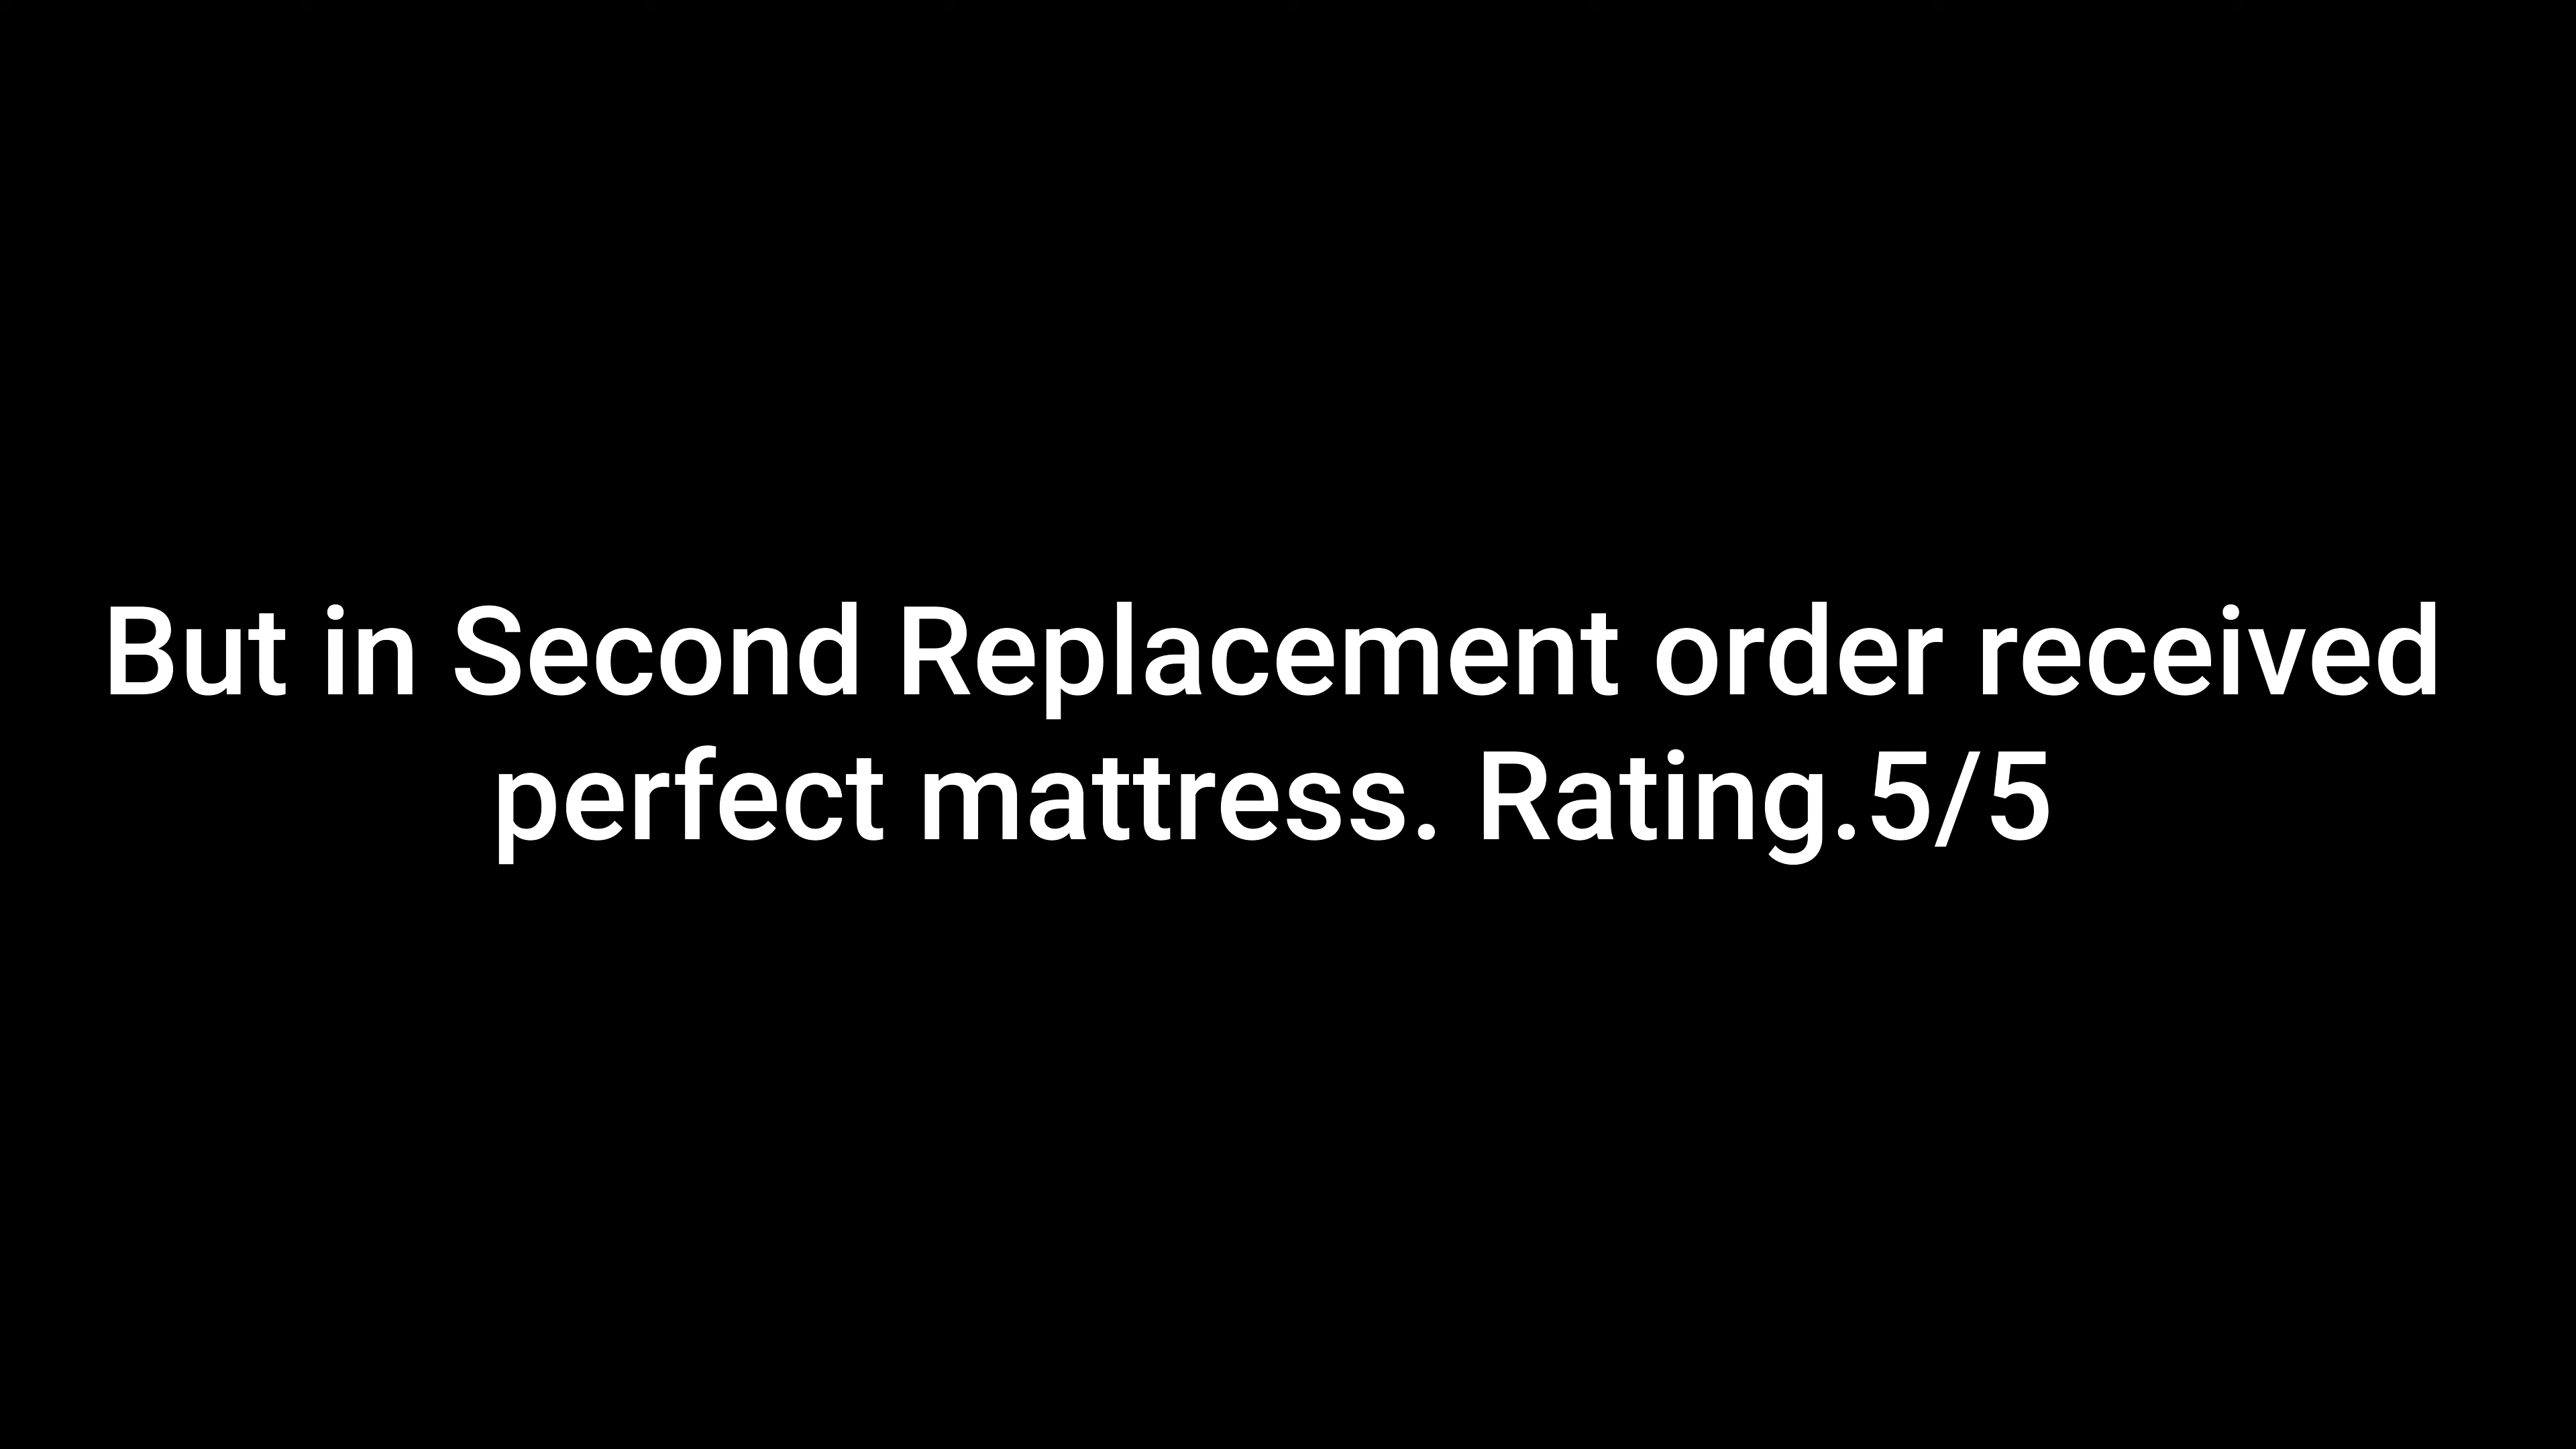 But in Second Replacement order received
perfect mattress. Rating.5/5